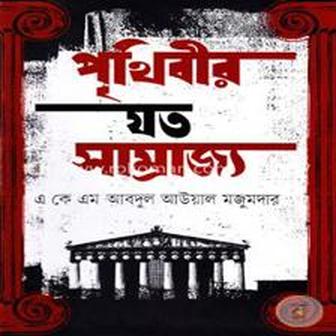 পৃথিবীর
যত
সাম্রাজ্য
এ কে এম আবদুল আউয়াল মজুমদার